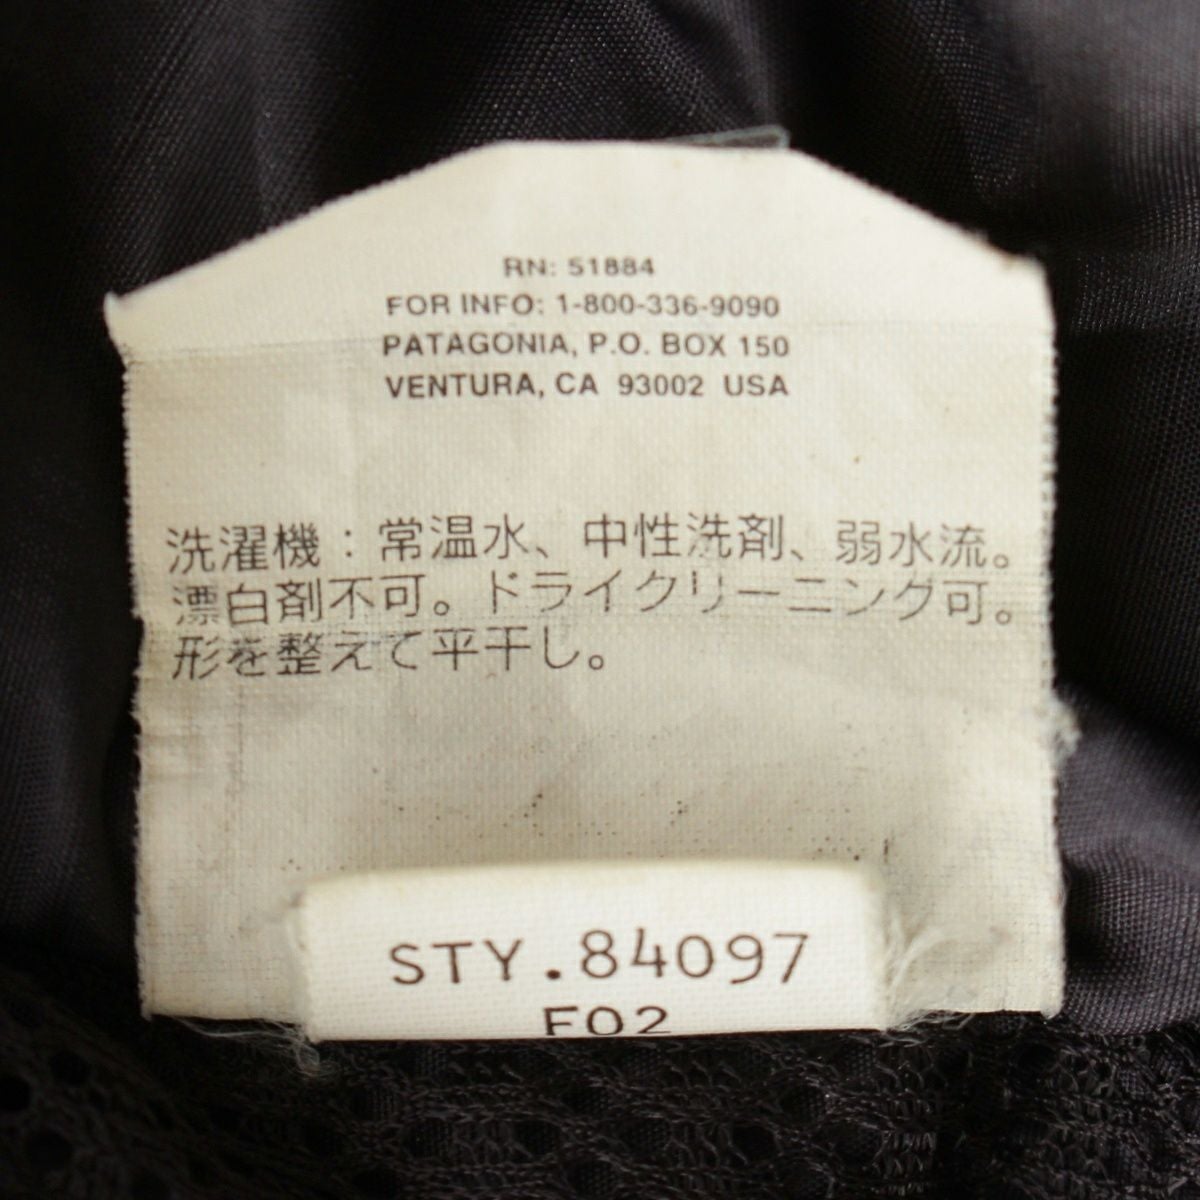 RN: 51884
FOR INFO: 1-800-336-9090
PATAGONIA, P.O. BOX 150
VENTURA, CA 93002 USA
洗濯機：常温水、中性洗剤、弱水流。
漂白剤不可。ドライクリーニング可。
形を整えて平干し。
STY.84097
F02